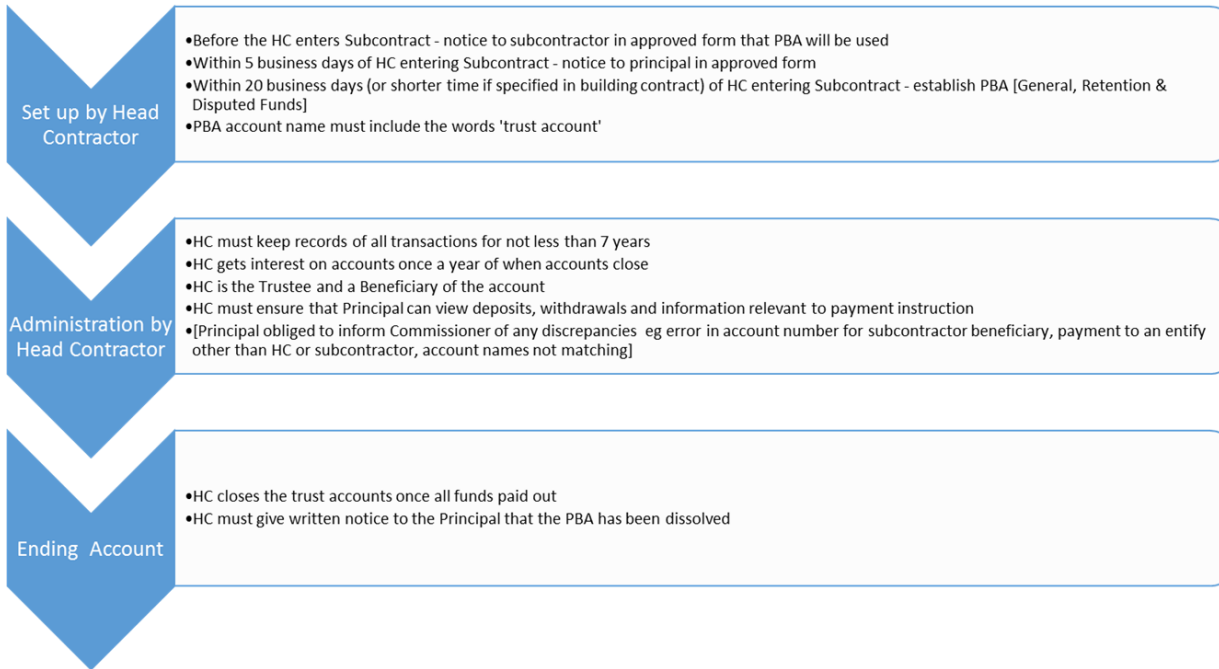 Set up by Head
Contractor
•Before the HC enters Subcontract - notice to subcontractor in approved form that PBA will be used
•Within 5 business days of HC entering Subcontract - notice to principal in approved form
•Within 20 business days (or shorter time if specified in building contract) of HC entering Subcontract - establish PBA [General, Retention &
Disputed Funds]
•PBA account name must include the words 'trust account'
Administration by
Head Contractor
•HC must keep records of all transactions for not less than 7 years
•HC gets interest on accounts once a year of when accounts close
•HC is the Trustee and a Beneficiary of the account
•HC must ensure that Principal can view deposits, withdrawals and information relevant to payment instruction
•[Principal obliged to inform Commissioner of any discrepancies eg error in account number for subcontractor beneficiary, payment to an entify
other than HC or subcontractor, account names not matching]
Ending Account
•HC closes the trust accounts once all funds paid out
•HC must give written notice to the Principal that the PBA has been dissolved